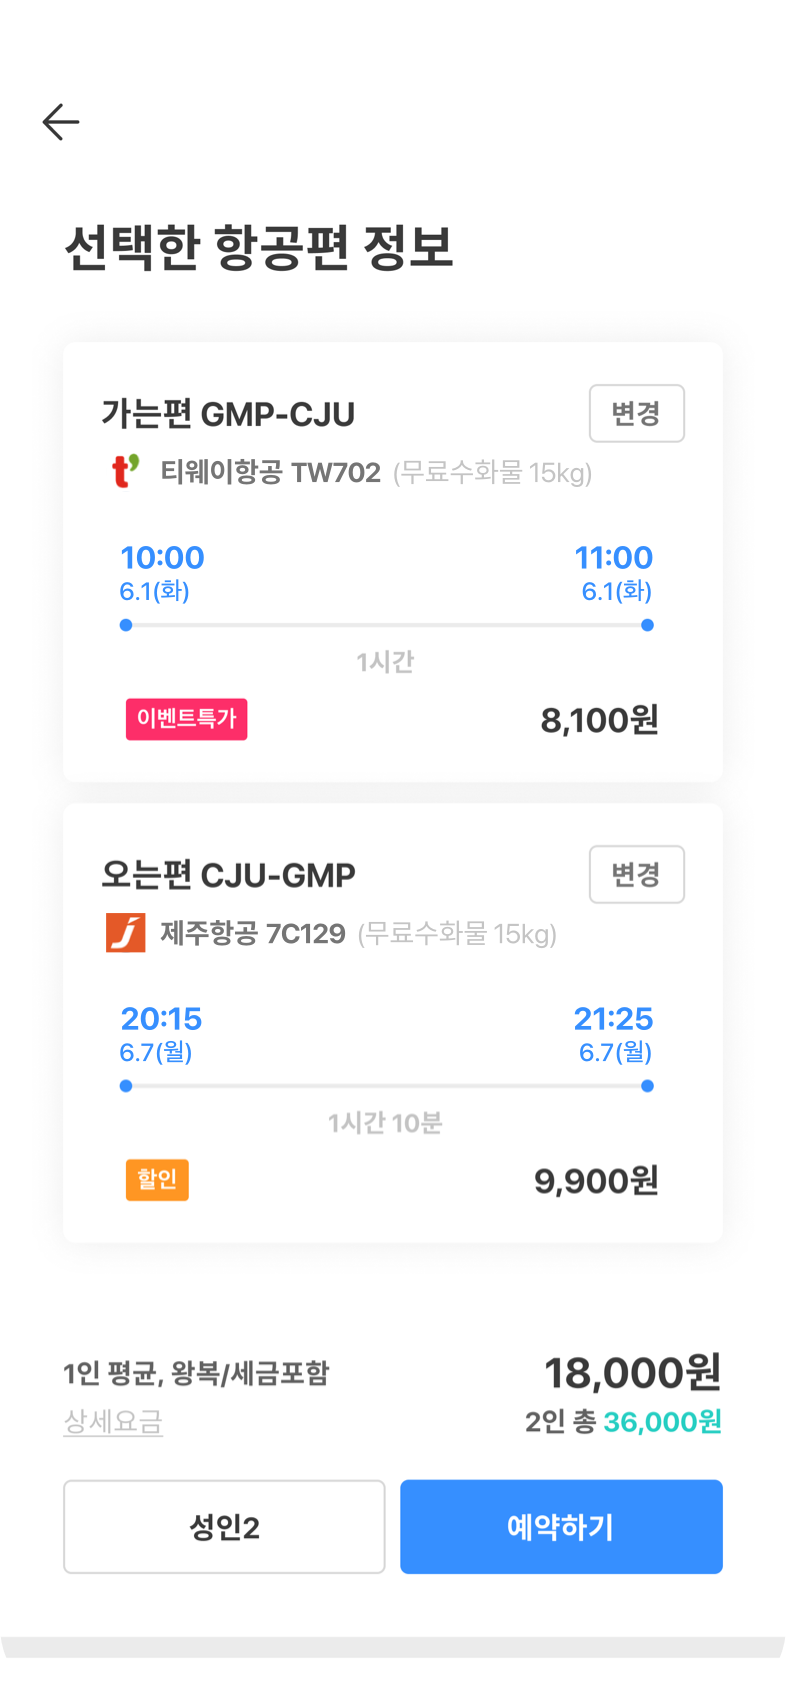 선택한 항공편 정보
가는편 GMP-CJU
변경
t’ 티웨이항공 TW702 (무료수화물 15kg)
10:00 11:00
6.1(화) 6.1(화)
1시간
이벤트특가 8,100원
오는편 CJU-GMP
변경
J 제주항공 7C129 (무료수화물 15kg)
20:15 21:25
6.7(월) 6.7(월)
1시간 10분
할인 9,900원
1인 평균, 왕복/세금포함 18,000원
상세요금 2인 총 36,000원
성인2 예약하기